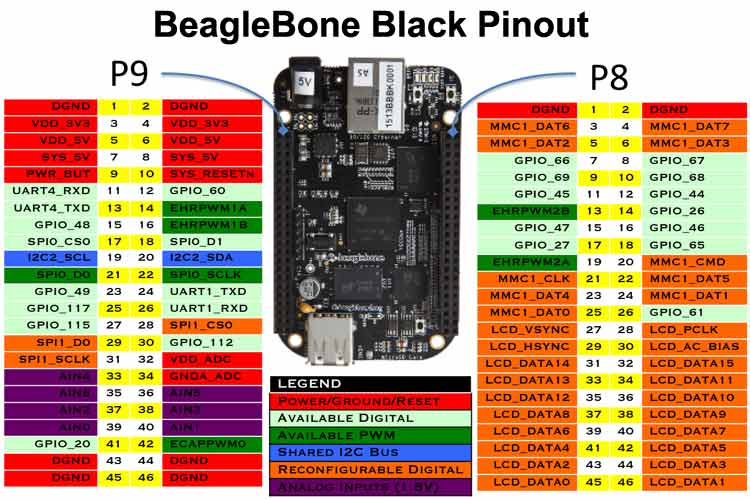 BeagleBone Black Pinout
P9
P8
DGND 1 2 DGND
VDD_3V3 3 4 VDD_3V3
VDD_5V 5 6 VDD_5V
SYS_5V 7 8 SYS_5V
PWR_BUT 9 10 SYS_RESETn
UART4_RXD 11 12 GPIO_60
UART4_TXD 13 14 EHRPWM1A
GPIO_48 15 16 EHRPWM1B
SPI0_CS0 17 18 SPI0_D1
I2C2_SCL 19 20 I2C2_SDA
SPI0_D0 21 22 SPI0_SCLK
GPIO_49 23 24 UART1_TXD
GPIO_117 25 26 UART1_RXD
GPIO_115 27 28 SPI1_CS0
SPI1_D0 29 30 GPIO_112
SPI1_SCLK 31 32 VDD_ADC
AIN4 33 34 GNDA_ADC
AIN6 35 36 AIN5
AIN2 37 38 AIN3
AIN0 39 40 AIN1
GPIO_20 41 42 ECAPPWM0
DGND 43 44 DGND
DGND 45 46 DGND
5V
A5
1513BBBK0001
beaglebone
LEGEND
Power/Ground/Reset
Available Digital
Available PWM
Shared I2C Bus
Reconfigurable Digital
Analog Inputs (1.8V)
DGND 1 2 DGND
MMC1_DAT6 3 4 MMC1_DAT7
MMC1_DAT2 5 6 MMC1_DAT3
GPIO_66 7 8 GPIO_67
GPIO_69 9 10 GPIO_68
GPIO_45 11 12 GPIO_44
EHRPWM2B 13 14 GPIO_26
GPIO_47 15 16 GPIO_46
GPIO_27 17 18 GPIO_65
EHRPWM2A 19 20 MMC1_CMD
MMC1_CLK 21 22 MMC1_DAT5
MMC1_DAT4 23 24 MMC1_DAT1
MMC1_DAT0 25 26 GPIO_61
LCD_VSYNC 27 28 LCD_PCLK
LCD_HSYNC 29 30 LCD_AC_BIAS
LCD_DATA14 31 32 LCD_DATA15
LCD_DATA13 33 34 LCD_DATA11
LCD_DATA12 35 36 LCD_DATA10
LCD_DATA8 37 38 LCD_DATA9
LCD_DATA6 39 40 LCD_DATA7
LCD_DATA4 41 42 LCD_DATA5
LCD_DATA2 43 44 LCD_DATA3
LCD_DATA0 45 46 LCD_DATA1